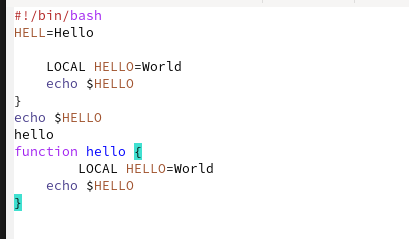 #!/bin/bash
HELL=Hello
LOCAL HELLO=World
echo $HELLO
}
echo $HELLO
hello
function hello {
LOCAL HELLO=World
echo $HELLO
}